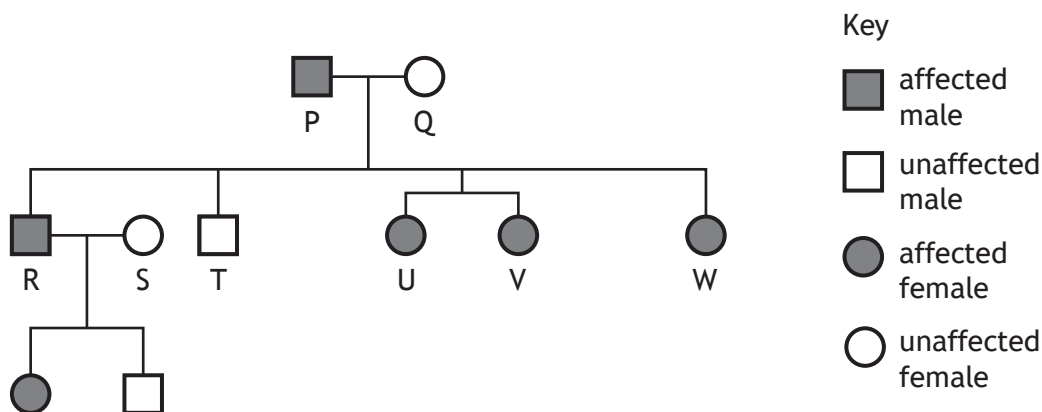 Key
affected
male
unaffected
male
affected
female
unaffected
female
P
Q
R
S
T
U
V
W